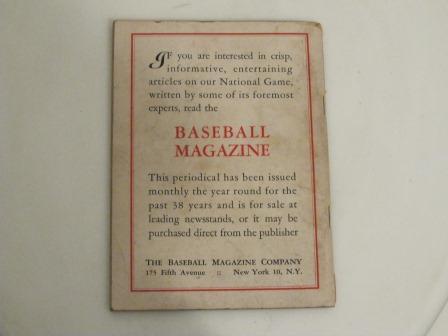 IF you are interested in crisp,
informative, entertaining
articles on our National Game,
written by some of its foremost
experts, read the
BASEBALL
MAGAZINE
This periodical has been issued
monthly the year round for the
past 38 years and is for sale at
leading newsstands, or it may be
purchased direct from the publisher
THE BASEBALL MAGAZINE COMPANY
175 Fifth Avenue :: New York 10, N.Y.